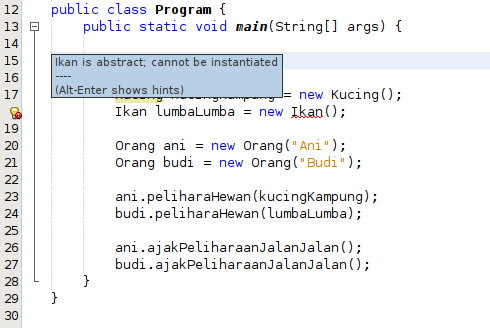 12 public class Program {
13 public static void main(String[] args) {
14
15
Ikan is abstract; cannot be instantiated
----
(Alt-Enter shows hints)
16
17 Kucing kucingKampung = new Kucing();
Ikan lumbaLumba = new Ikan();
19
20 Orang ani = new Orang("Ani");
21 Orang budi = new Orang("Budi");
22
23 ani.peliharaHewan(kucingKampung);
24 budi.peliharaHewan(lumbaLumba);
25
26 ani.ajakPeliharaanJalanJalan();
27 budi.ajakPeliharaanJalanJalan();
28 }
29 }
30